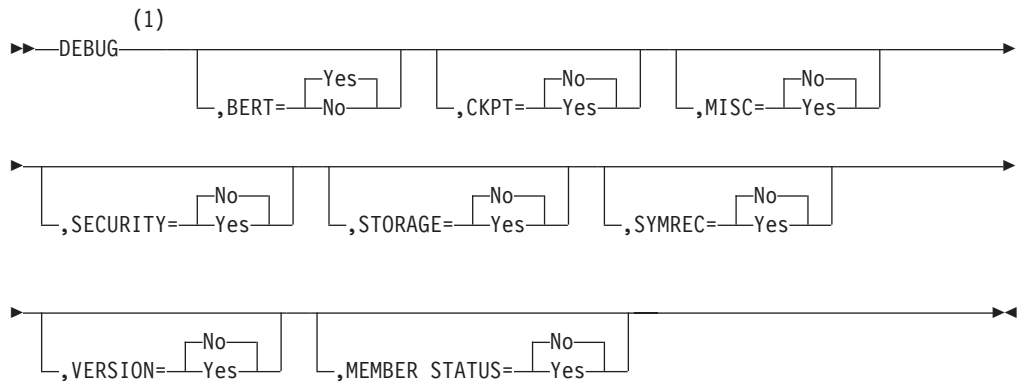 (1)
DEBUG
Yes Yes No No
,BERT= No ,CKPT= Yes ,MISC= Yes
No No No
,SECURITY= Yes ,STORAGE= Yes ,SYMREC= Yes
No No
,VERSION= Yes ,MEMBER STATUS= Yes